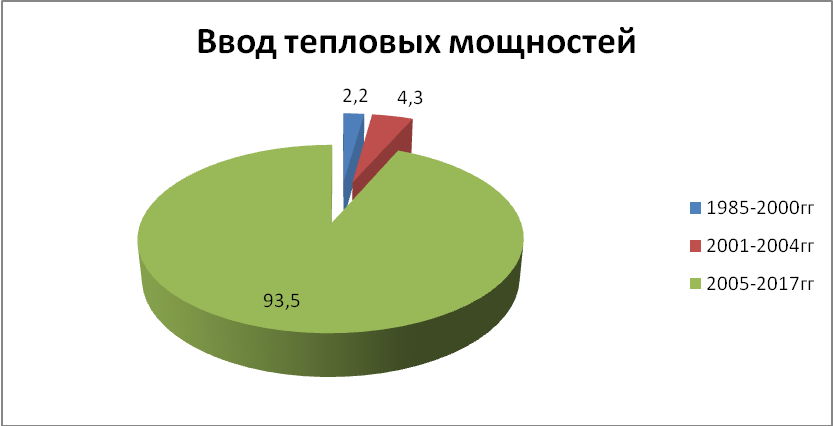 Ввод тепловых мощностей
2,2
4,3
93,5
1985-2000гг
2001-2004гг
2005-2017гг